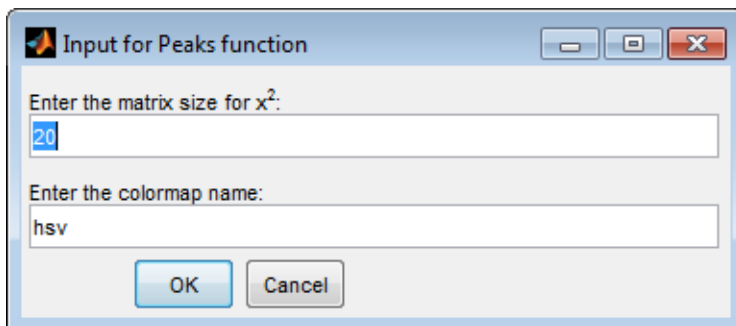 Input for Peaks function
Enter the matrix size for x²:
20
Enter the colormap name:
hsv
OK Cancel